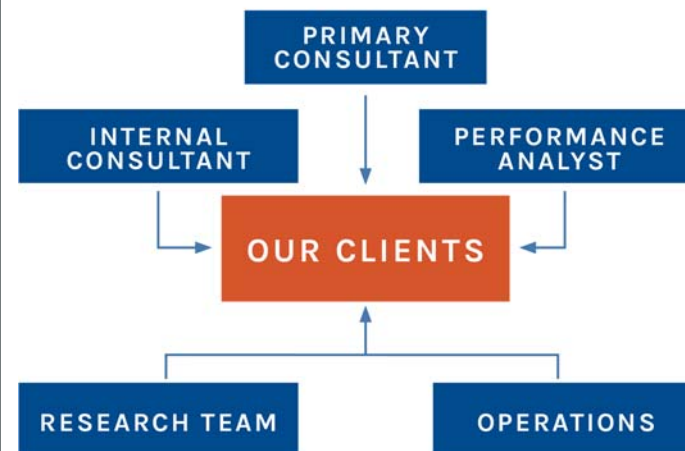 PRIMARY
CONSULTANT
INTERNAL
CONSULTANT
PERFORMANCE
ANALYST
OUR CLIENTS
RESEARCH TEAM
OPERATIONS